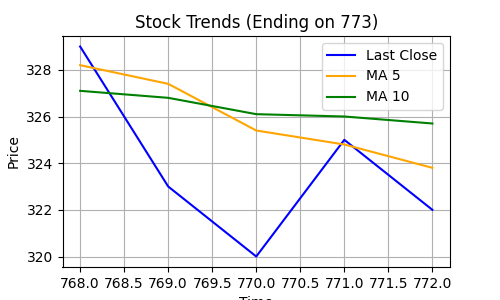 Stock Trends (Ending on 773)
Last Close
MA 5
MA 10
Price
328
326
324
322
320
768.0 768.5 769.0 769.5 770.0 770.5 771.0 771.5 772.0
Time